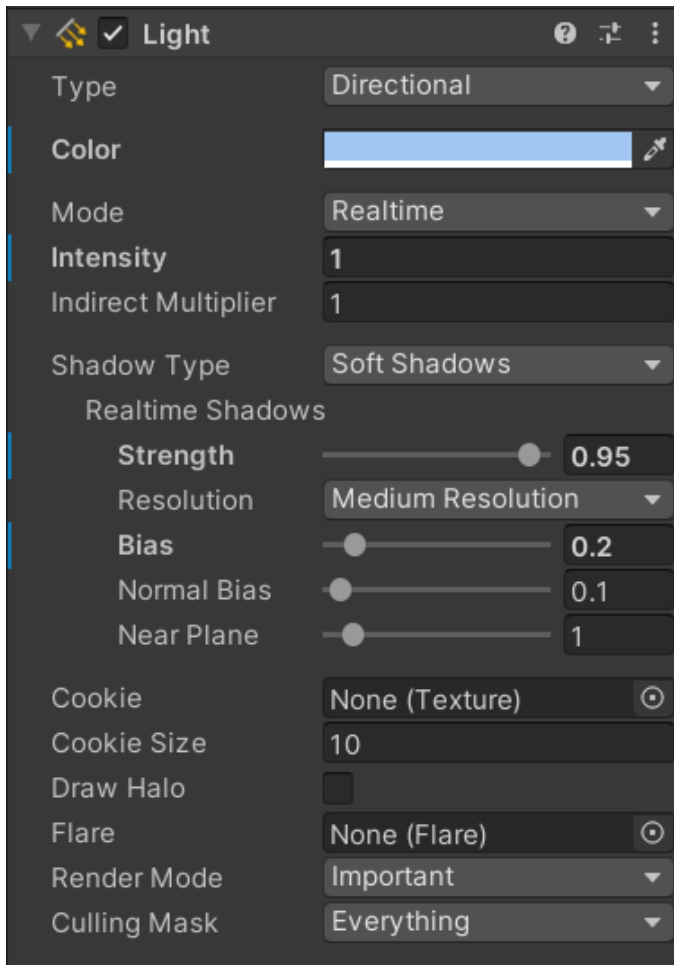 Light
Type Directional
Color
Mode Realtime
Intensity 1
Indirect Multiplier 1
Shadow Type Soft Shadows
Realtime Shadows
Strength 0.95
Resolution Medium Resolution
Bias 0.2
Normal Bias 0.1
Near Plane 1
Cookie None (Texture)
Cookie Size 10
Draw Halo
Flare None (Flare)
Render Mode Important
Culling Mask Everything